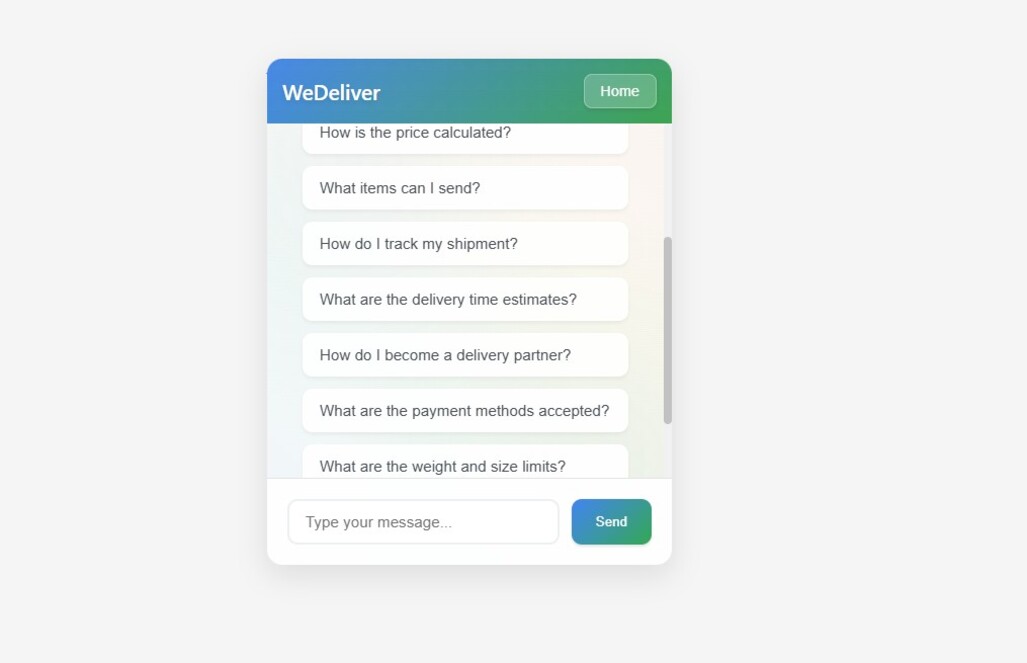 WeDeliver
Home
How is the price calculated?
What items can I send?
How do I track my shipment?
What are the delivery time estimates?
How do I become a delivery partner?
What are the payment methods accepted?
What are the weight and size limits?
Type your message...
Send